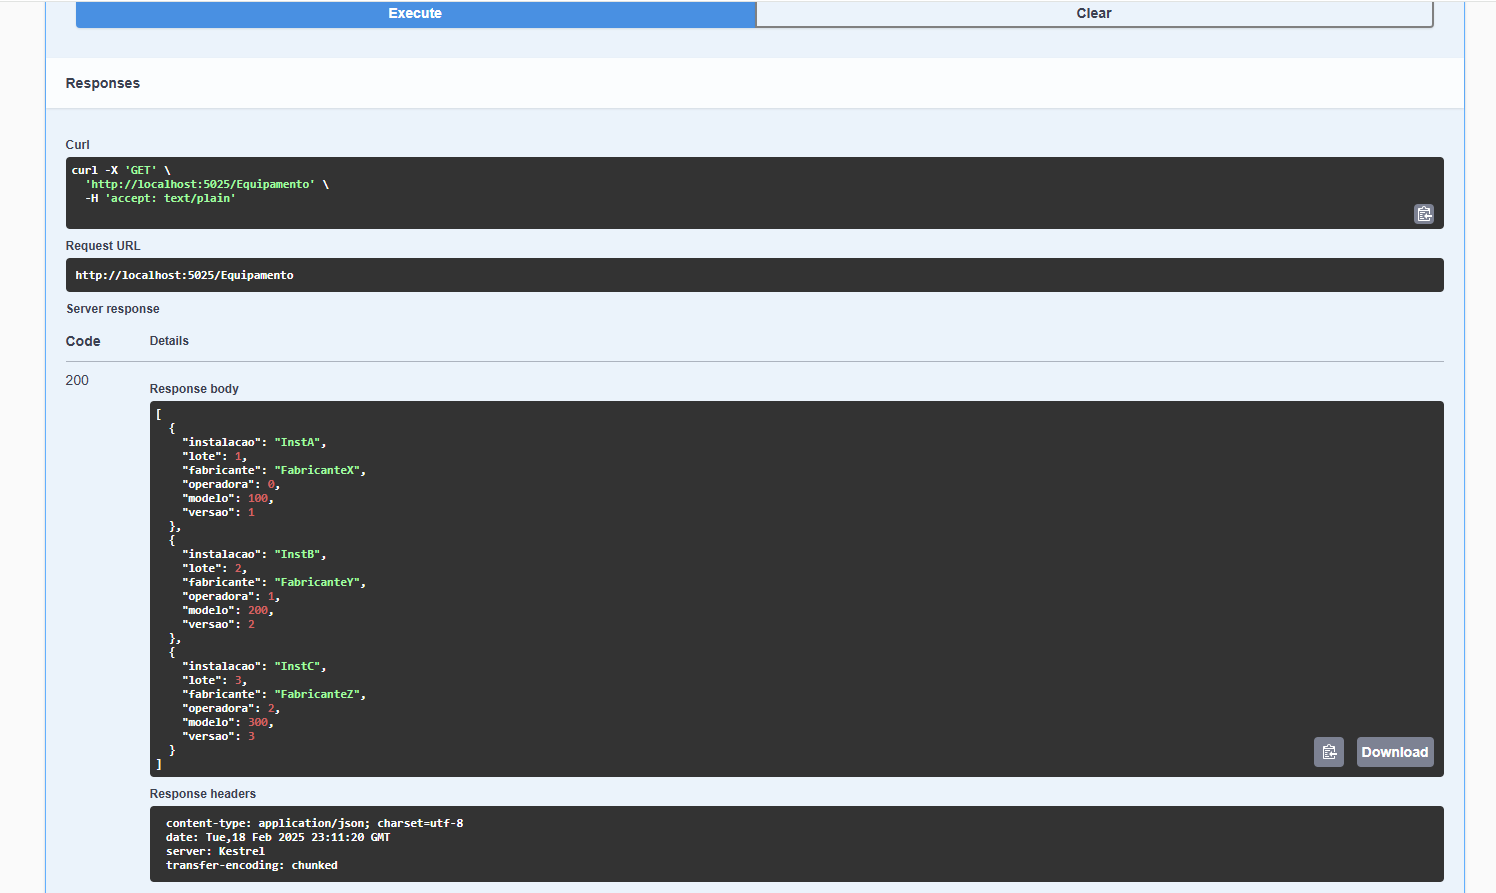 Execute
Clear
Responses
Curl
curl -X 'GET' \
  'http://localhost:5025/Equipamento' \
  -H 'accept: text/plain'
Request URL
http://localhost:5025/Equipamento
Server response
Code Details
200
Response body
[
  {
    "instalacao": "InstA",
    "lote": 1,
    "fabricante": "FabricanteX",
    "operadora": 0,
    "modelo": 100,
    "versao": 1
  },
  {
    "instalacao": "InstB",
    "lote": 2,
    "fabricante": "FabricanteY",
    "operadora": 1,
    "modelo": 200,
    "versao": 2
  },
  {
    "instalacao": "InstC",
    "lote": 3,
    "fabricante": "FabricanteZ",
    "operadora": 2,
    "modelo": 300,
    "versao": 3
  }
]
Download
Response headers
content-type: application/json; charset=utf-8
date: Tue,18 Feb 2025 23:11:20 GMT
server: Kestrel
transfer-encoding: chunked